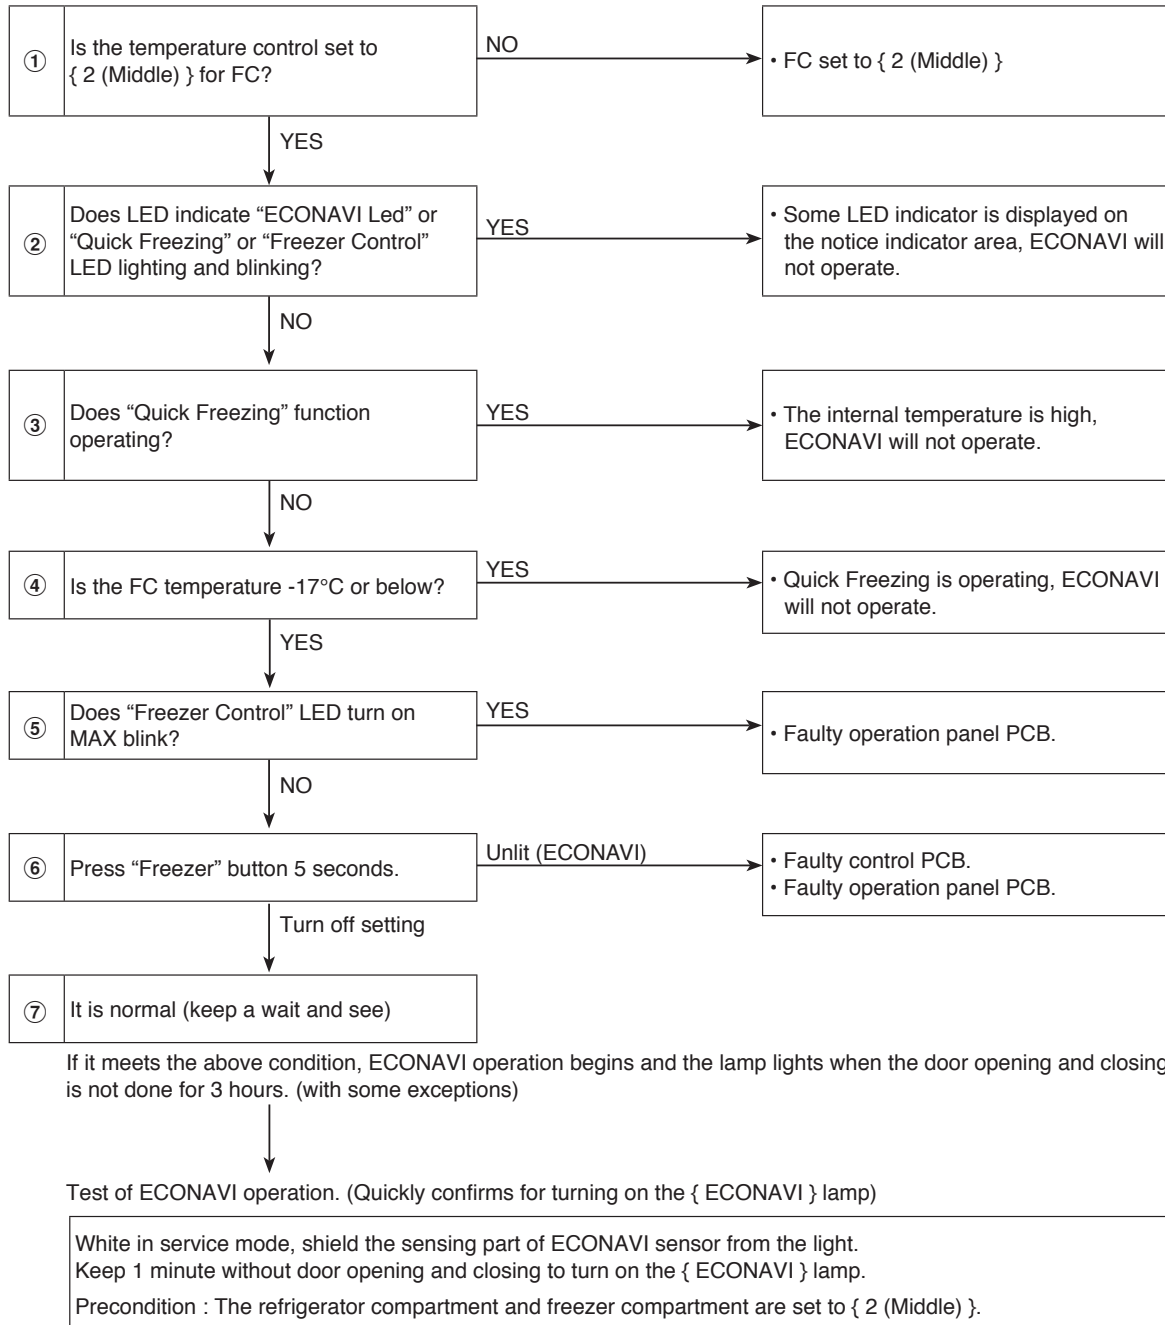 ① Is the temperature control set to
{ 2 (Middle) } for FC?
NO
• FC set to { 2 (Middle) }
YES
② Does LED indicate “ECONAVI Led” or
“Quick Freezing” or “Freezer Control”
LED lighting and blinking?
YES
• Some LED indicator is displayed on
the notice indicator area, ECONAVI will
not operate.
NO
③ Does “Quick Freezing” function
operating?
YES
• The internal temperature is high,
ECONAVI will not operate.
NO
④ Is the FC temperature -17°C or below?
YES
• Quick Freezing is operating, ECONAVI
will not operate.
YES
⑤ Does “Freezer Control” LED turn on
MAX blink?
YES
• Faulty operation panel PCB.
NO
⑥ Press “Freezer” button 5 seconds.
Unlit (ECONAVI)
• Faulty control PCB.
• Faulty operation panel PCB.
Turn off setting
⑦ It is normal (keep a wait and see)
If it meets the above condition, ECONAVI operation begins and the lamp lights when the door opening and closing
is not done for 3 hours. (with some exceptions)
Test of ECONAVI operation. (Quickly confirms for turning on the { ECONAVI } lamp)
White in service mode, shield the sensing part of ECONAVI sensor from the light.
Keep 1 minute without door opening and closing to turn on the { ECONAVI } lamp.
Precondition : The refrigerator compartment and freezer compartment are set to { 2 (Middle) }.